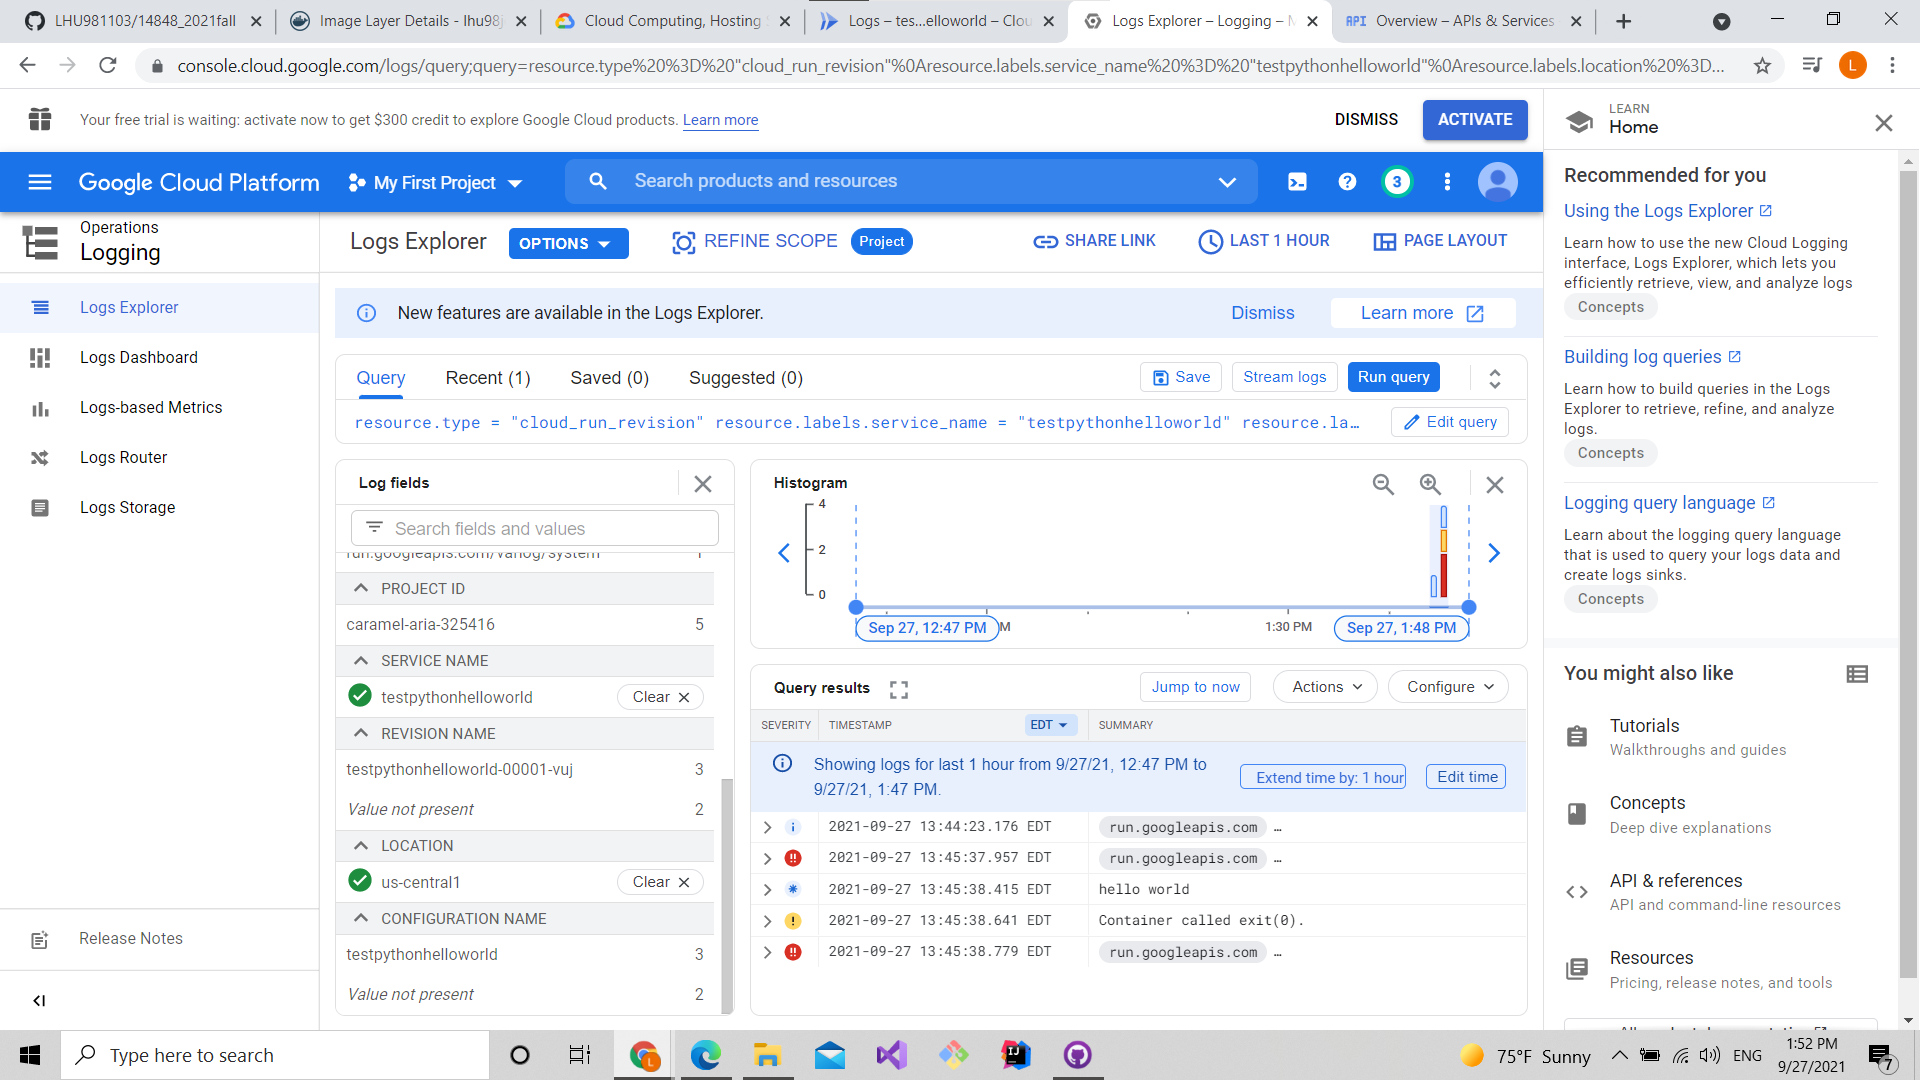 LHU981103/14848_2021fall
Image Layer Details - lhu98j
Cloud Computing, Hosting S
Logs – tes...elloworld – Clou
Logs Explorer – Logging – M
API Overview – APIs & Services
console.cloud.google.com/logs/query;query=resource.type%20%3D%20"cloud_run_revision"%0Aresource.labels.service_name%20%3D%20"testpythonhelloworld"%0Aresource.labels.location%20%3D...
L
Your free trial is waiting: activate now to get $300 credit to explore Google Cloud products. Learn more
DISMISS
ACTIVATE
Google Cloud Platform
My First Project
Search products and resources
3
Operations
Logging
Logs Explorer
Logs Dashboard
Logs-based Metrics
Logs Router
Logs Storage
Release Notes
Logs Explorer
OPTIONS
REFINE SCOPE
Project
SHARE LINK
LAST 1 HOUR
PAGE LAYOUT
New features are available in the Logs Explorer.
Dismiss
Learn more
Query
Recent (1)
Saved (0)
Suggested (0)
Save
Stream logs
Run query
resource.type = "cloud_run_revision" resource.labels.service_name = "testpythonhelloworld" resource.la...
Edit query
Log fields
Search fields and values
run.googleapis.com/varlog/system 1
PROJECT ID
caramel-aria-325416 5
SERVICE NAME
testpythonhelloworld Clear
REVISION NAME
testpythonhelloworld-00001-vuj 3
Value not present 2
LOCATION
us-central1 Clear
CONFIGURATION NAME
testpythonhelloworld 3
Value not present 2
Histogram
4
2
0
Sep 27, 12:47 PM
M
1:30 PM
Sep 27, 1:48 PM
Query results
Jump to now
Actions
Configure
SEVERITY TIMESTAMP EDT SUMMARY
Showing logs for last 1 hour from 9/27/21, 12:47 PM to
9/27/21, 1:47 PM.
Extend time by: 1 hour
Edit time
2021-09-27 13:44:23.176 EDT run.googleapis.com …
2021-09-27 13:45:37.957 EDT run.googleapis.com …
2021-09-27 13:45:38.415 EDT hello world
2021-09-27 13:45:38.641 EDT Container called exit(0).
2021-09-27 13:45:38.779 EDT run.googleapis.com …
LEARN
Home
Recommended for you
Using the Logs Explorer
Learn how to use the new Cloud Logging
interface, Logs Explorer, which lets you
efficiently retrieve, view, and analyze logs
Concepts
Building log queries
Learn how to build queries in the Logs
Explorer to retrieve, refine, and analyze
logs.
Concepts
Logging query language
Learn about the logging query language
that is used to query your logs data and
create logs sinks.
Concepts
You might also like
Tutorials
Walkthroughs and guides
Concepts
Deep dive explanations
API & references
API and command-line resources
Resources
Pricing, release notes, and tools
Type here to search
L
75°F Sunny
ENG
1:52 PM
9/27/2021
7